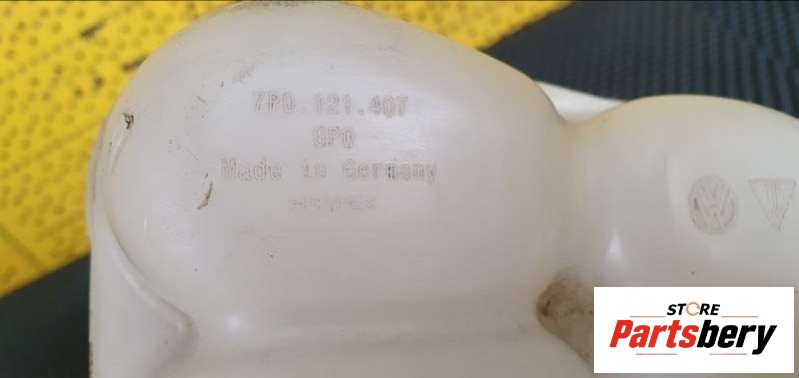 7P0.121.407
Made in Germany
STORE
Partsbery